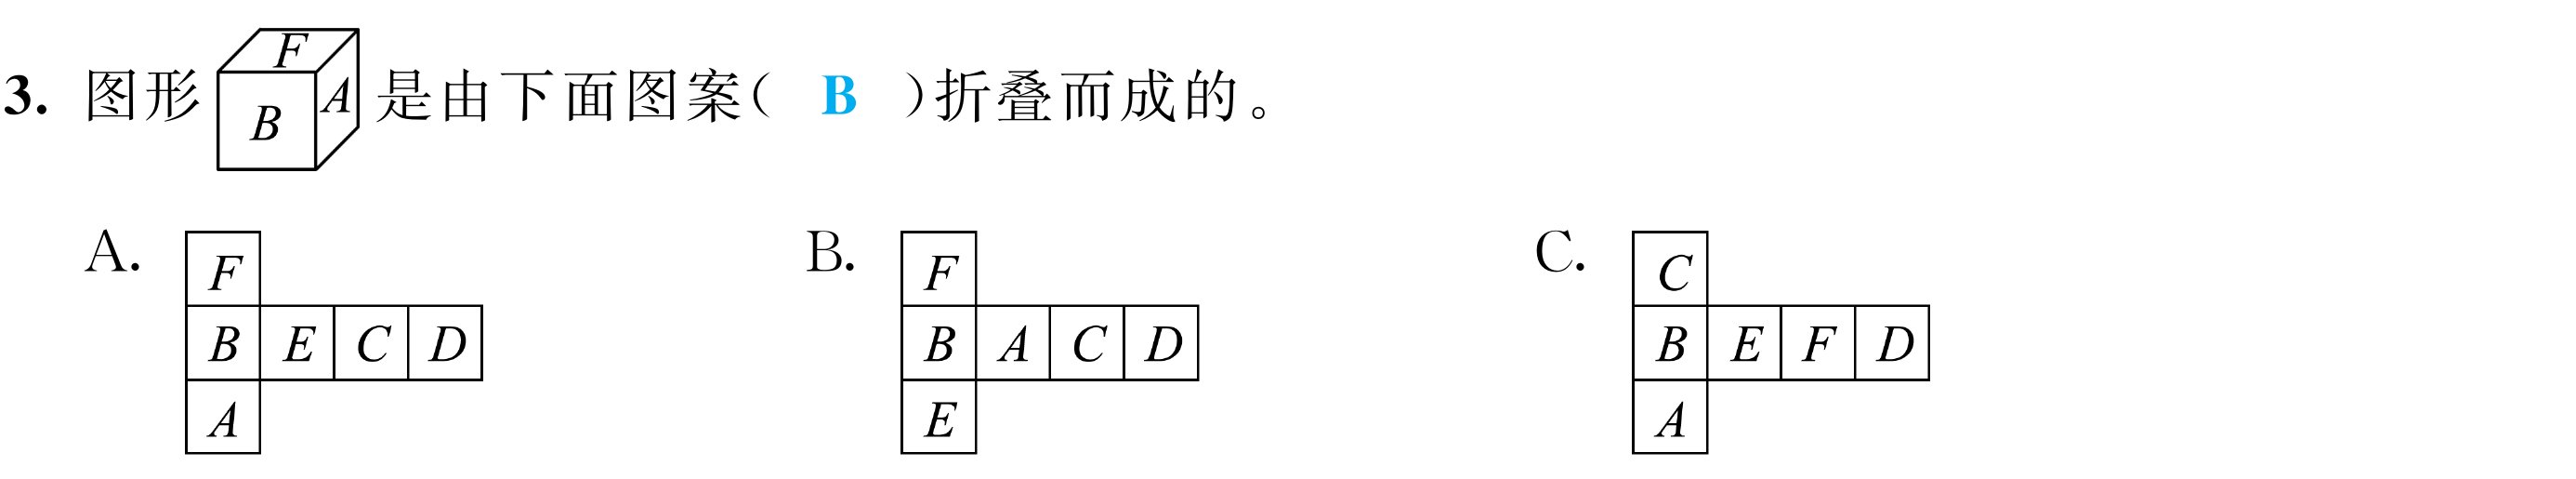 3. 图形 F B A 是由下面图案( B )折叠而成的。
A. B. C.
F F C
B E C D B A C D B E F D
A E A